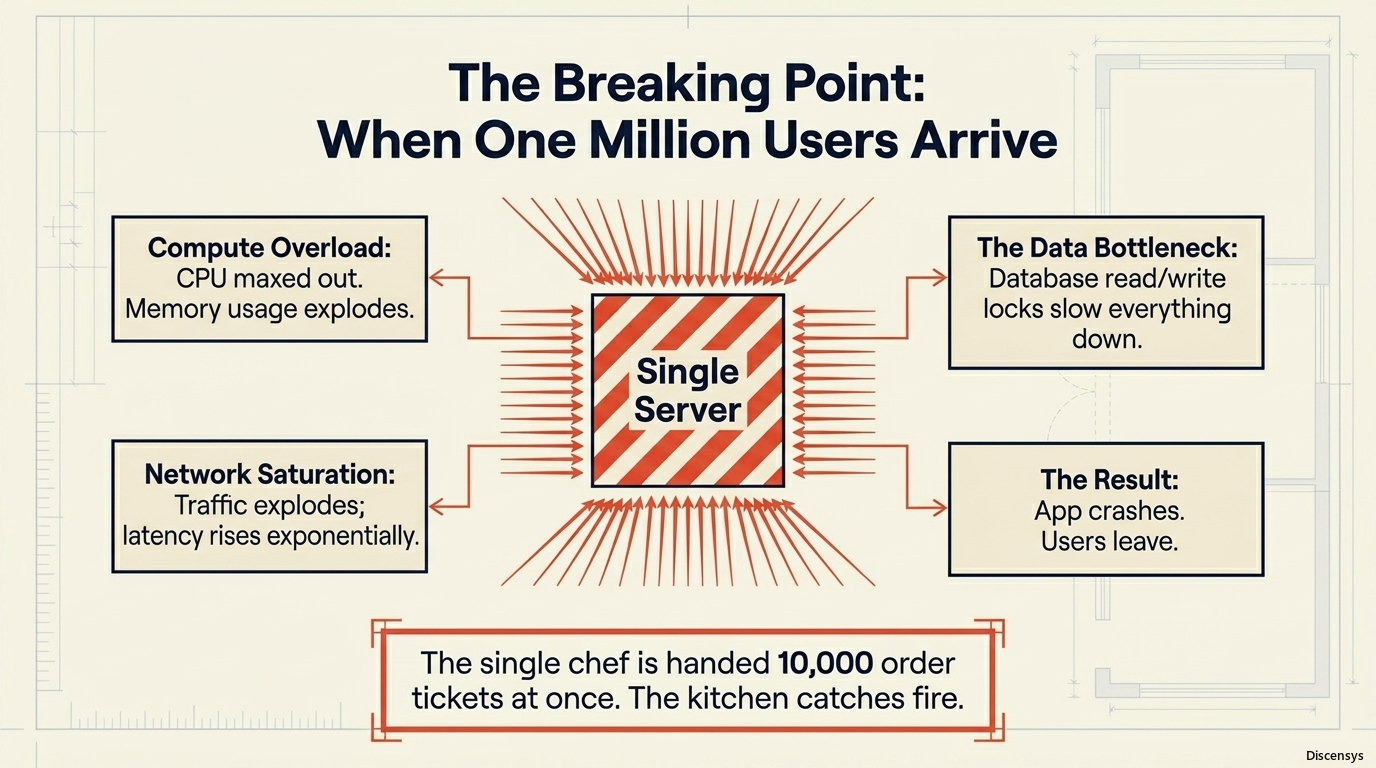 The Breaking Point:
When One Million Users Arrive
Compute Overload:
CPU maxed out.
Memory usage explodes.
The Data Bottleneck:
Database read/write
locks slow everything
down.
Single
Server
Network Saturation:
Traffic explodes;
latency rises exponentially.
The Result:
App crashes.
Users leave.
The single chef is handed 10,000 order
tickets at once. The kitchen catches fire.
Discensys